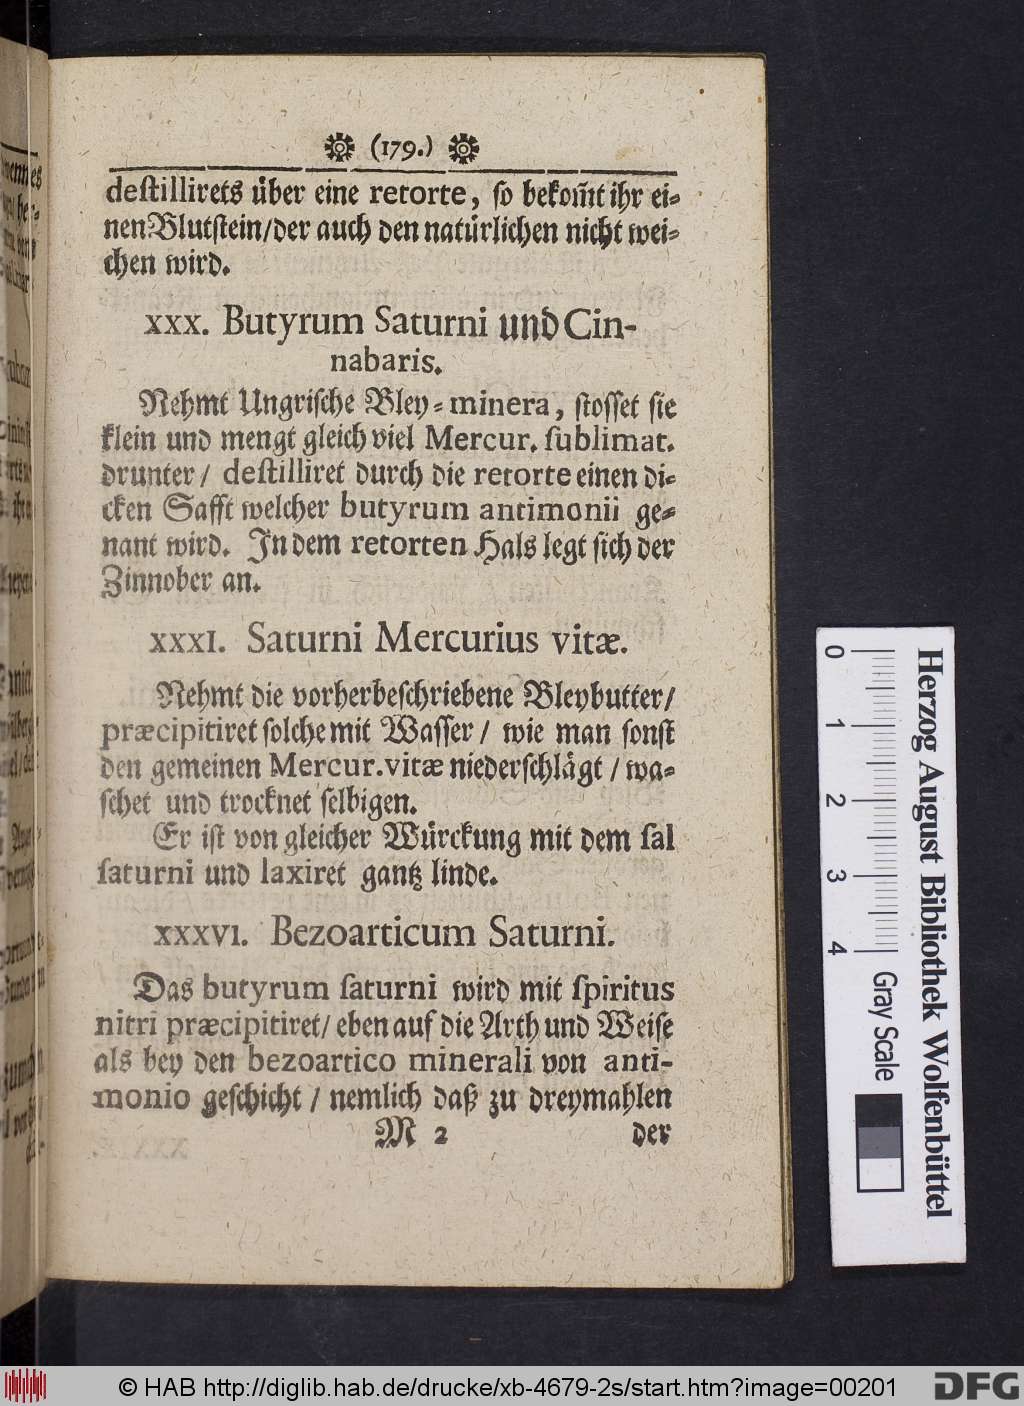 (179.)
destillirets über eine retorte, so bekom̃t ihr ei-
nen Blutstein/der auch den natürlichen nicht wei-
chen wird.
XXX. Butyrum Saturni und Cin-
nabaris.
Nehmt Ungrische Bley-minera, stosset sie
klein und mengt gleich viel Mercur. sublimat.
drunter/ destilliret durch die retorte einen di-
cken Safft welcher butyrum antimonii ge-
nant wird. In dem retorten Hals legt sich der
Zinnober an.
XXXI. Saturni Mercurius vitæ.
Nehmt die vorherbeschriebene Bleybutter/
præcipitiret solche mit Wasser/ wie man sonst
den gemeinen Mercur. vitæ niederschlägt/ wa-
schet und trocknet selbigen.
Er ist von gleicher Würckung mit dem sal
saturni und laxiret gantz linde.
XXXVI. Bezoarticum Saturni.
Das butyrum saturni wird mit spiritus
nitri præcipitiret/ eben auf die Arth und Weise
als bey den bezoartico minerali von anti-
monio geschicht/ nemlich daß zu dreymahlen
M 2 der
0 1 2 3 4
Gray Scale
Herzog August Bibliothek Wolfenbüttel
© HAB http://diglib.hab.de/drucke/xb-4679-2s/start.htm?image=00201
DFG